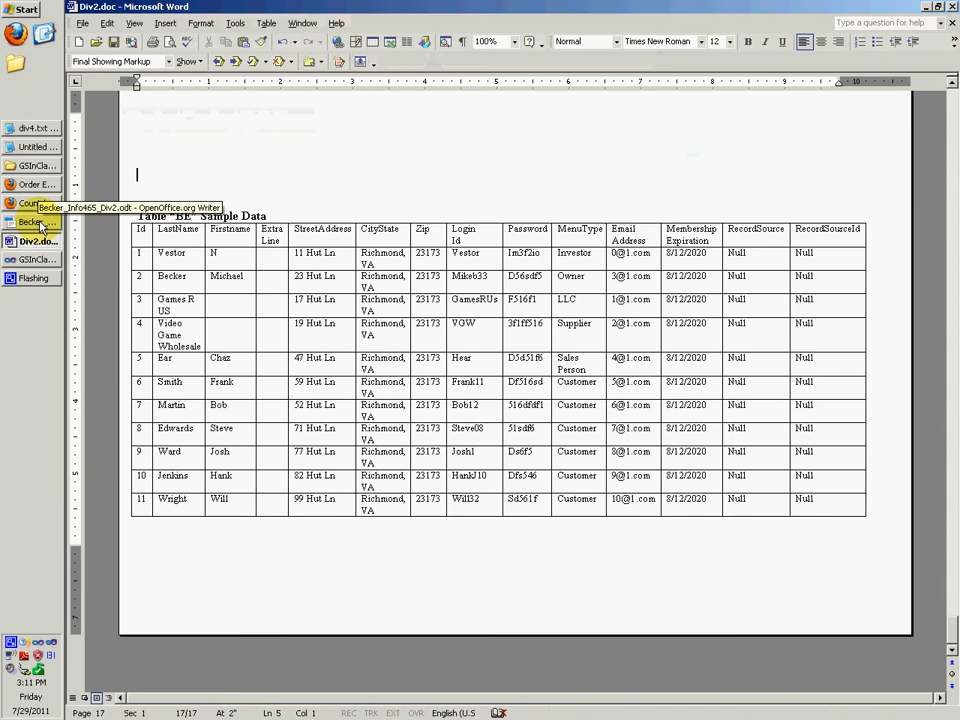 Start
Div2.doc - Microsoft Word
File Edit View Insert Format Tools Table Window Help
Type a question for help
100% Normal Times New Roman 12 B I U
Final Showing Markup Show
1 2 3 4 5 6 7 8 9 10
div4.txt ...
Untitled ...
GSInCla...
Order E...
Becker_Info465_Div2.odt - OpenOffice.org Writer
Becker_...
Div2.do...
GSInCla...
Flashing
Table "BE" Sample Data
Id LastName Firstname Extra Line StreetAddress CityState Zip Login Id Password MenuType Email Address Membership Expiration RecordSource RecordSourceId
1 Vestor N 11 Hut Ln Richmond, VA 23173 Vestor Im3f2io Investor 0@1.com 8/12/2020 Null Null
2 Becker Michael 23 Hut Ln Richmond, VA 23173 Mikeb33 D56sdf5 Owner 3@1.com 8/12/2020 Null Null
3 Games R US 17 Hut Ln Richmond, VA 23173 GamesRUs F516f1 LLC 1@1.com 8/12/2020 Null Null
4 Video Game Wholesale 19 Hut Ln Richmond, VA 23173 VGW 3f1ff516 Supplier 2@1.com 8/12/2020 Null Null
5 Ear Chaz 47 Hut Ln Richmond, VA 23173 Hear D5d51f6 Sales Person 4@1.com 8/12/2020 Null Null
6 Smith Frank 59 Hut Ln Richmond, VA 23173 Frank11 Df516sd Customer 5@1.com 8/12/2020 Null Null
7 Martin Bob 52 Hut Ln Richmond, VA 23173 Bob12 516dfdf1 Customer 6@1.com 8/12/2020 Null Null
8 Edwards Steve 71 Hut Ln Richmond, VA 23173 Steve08 51sdf6 Customer 7@1.com 8/12/2020 Null Null
9 Ward Josh 77 Hut Ln Richmond, VA 23173 Josh1 Ds6f5 Customer 8@1.com 8/12/2020 Null Null
10 Jenkins Hank 82 Hut Ln Richmond, VA 23173 HankJ10 Dfs546 Customer 9@1.com 8/12/2020 Null Null
11 Wright Will 99 Hut Ln Richmond, VA 23173 Will32 Sd561f Customer 10@1.com 8/12/2020 Null Null
3:11 PM
Friday
7/29/2011
Page 17 Sec 1 17/17 At 2" Ln 5 Col 1 REC TRK EXT OVR English (U.S